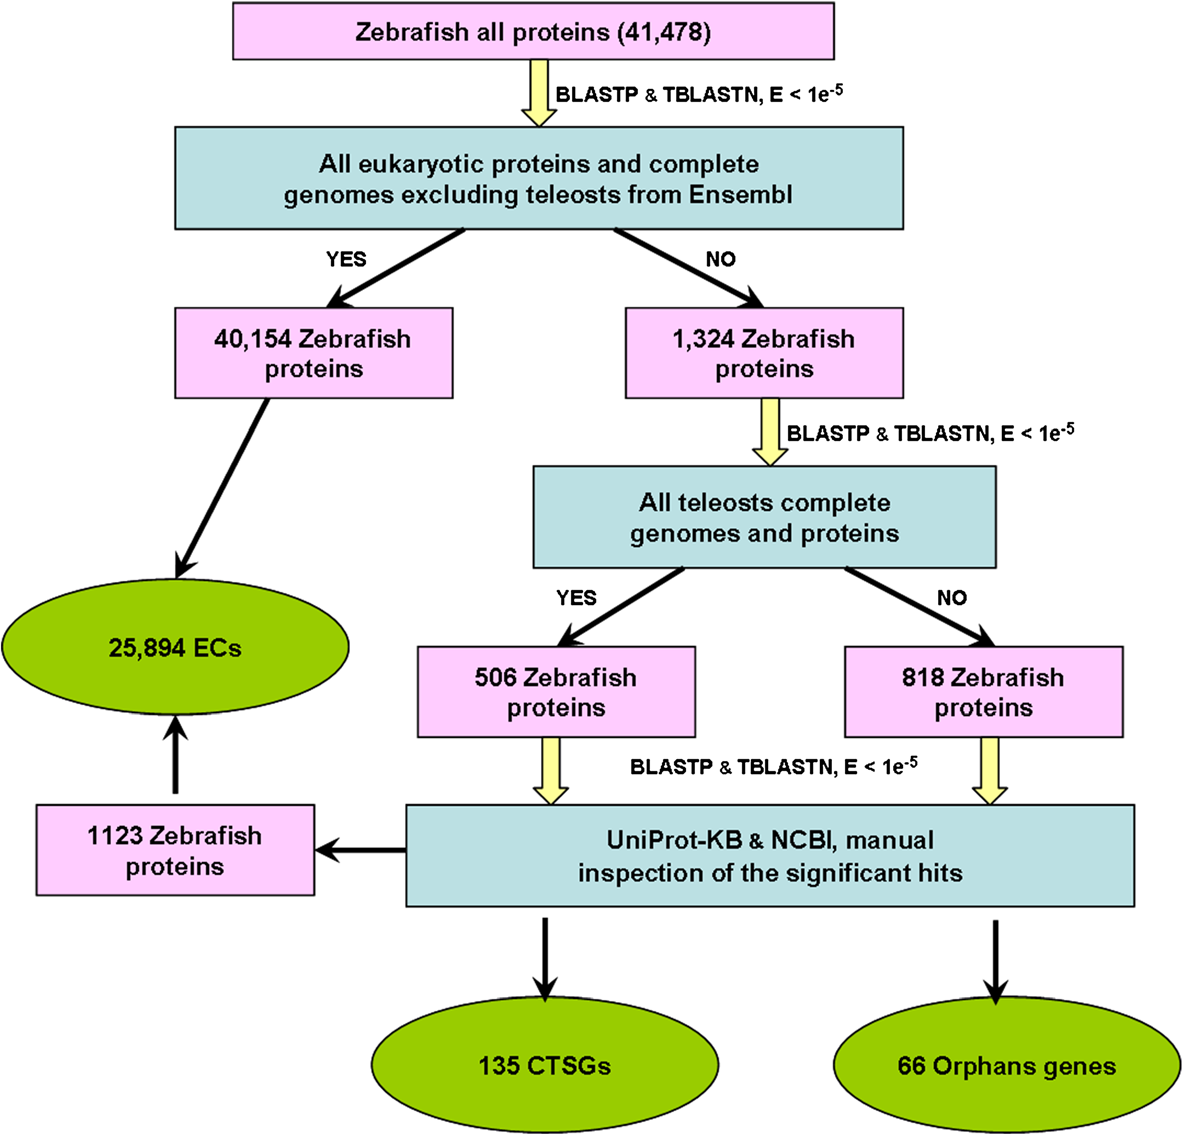 Zebrafish all proteins (41,478)
BLASTP & TBLASTN, E < 1e-5
All eukaryotic proteins and complete
genomes excluding teleosts from Ensembl
YES
NO
40,154 Zebrafish
proteins
1,324 Zebrafish
proteins
BLASTP & TBLASTN, E < 1e-5
All teleosts complete
genomes and proteins
YES
NO
25,894 ECs
506 Zebrafish
proteins
818 Zebrafish
proteins
BLASTP & TBLASTN, E < 1e-5
1123 Zebrafish
proteins
UniProt-KB & NCBI, manual
inspection of the significant hits
135 CTSGs
66 Orphans genes